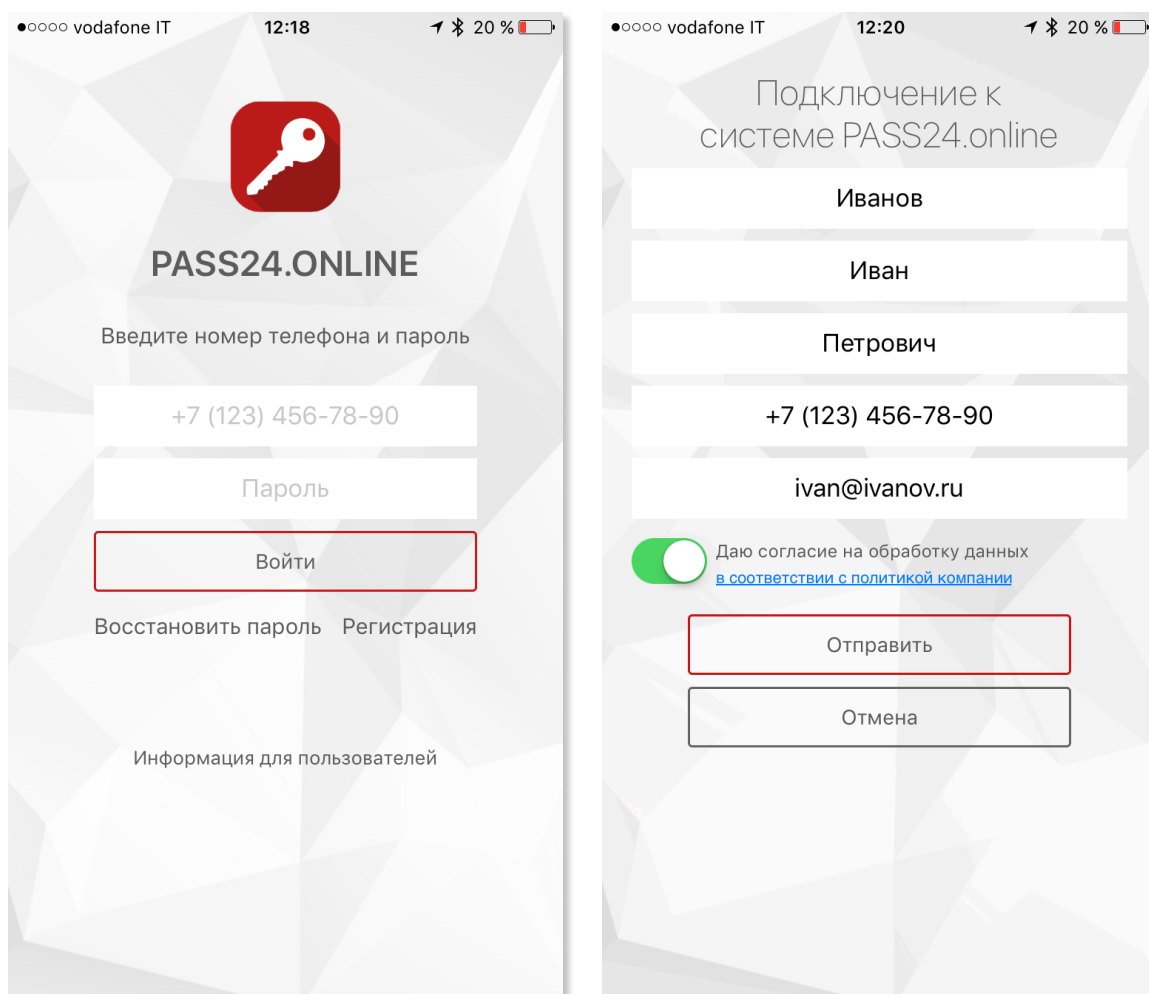 vodafone IT 12:18 20 %
PASS24.ONLINE
Введите номер телефона и пароль
+7 (123) 456-78-90
Пароль
Войти
Восстановить пароль Регистрация
Информация для пользователей
vodafone IT 12:20 20 %
Подключение к
системе PASS24.online
Иванов
Иван
Петрович
+7 (123) 456-78-90
ivan@ivanov.ru
Даю согласие на обработку данных
в соответствии с политикой компании
Отправить
Отмена